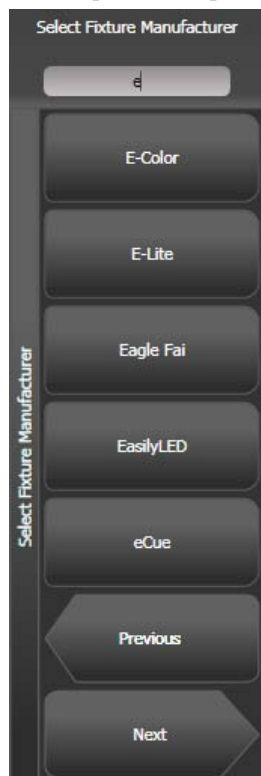 Select Fixture Manufacturer
e
Select Fixture Manufacturer
E-Color
E-Lite
Eagle Fai
EasilyLED
eCue
Previous
Next